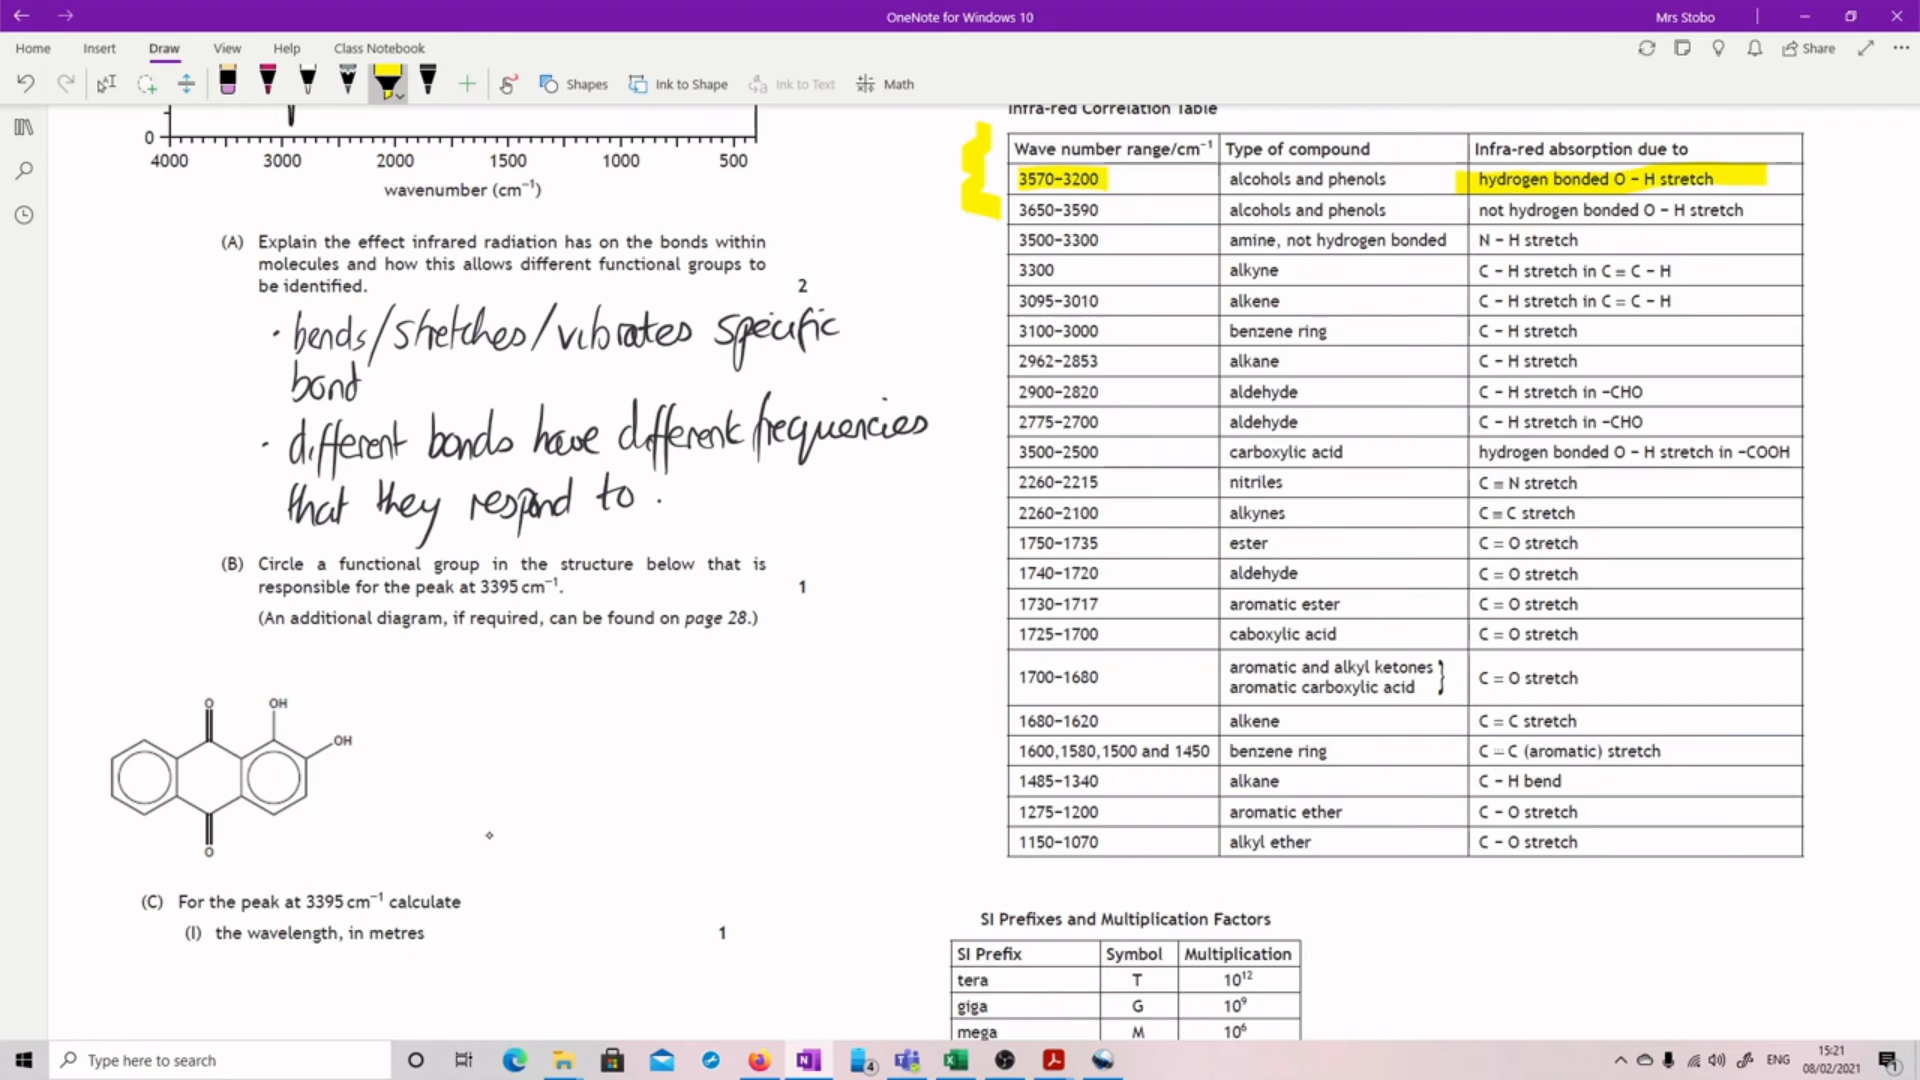 OneNote for Windows 10
Mrs Stobo
Home Insert Draw View Help Class Notebook
Share
Shapes Ink to Shape Ink to Text Math
0
4000 3000 2000 1500 1000 500
wavenumber (cm⁻¹)
(A) Explain the effect infrared radiation has on the bonds within
molecules and how this allows different functional groups to
be identified. 2
· bends/stretches/vibrates specific
bond
· different bonds have different frequencies
that they respond to.
(B) Circle a functional group in the structure below that is
responsible for the peak at 3395 cm⁻¹. 1
(An additional diagram, if required, can be found on page 28.)
O OH
OH
O
(C) For the peak at 3395 cm⁻¹ calculate
(I) the wavelength, in metres 1
Infra-red Correlation Table
Wave number range/cm⁻¹ Type of compound Infra-red absorption due to
3570–3200 alcohols and phenols hydrogen bonded O – H stretch
3650–3590 alcohols and phenols not hydrogen bonded O – H stretch
3500–3300 amine, not hydrogen bonded N – H stretch
3300 alkyne C – H stretch in C ≡ C – H
3095–3010 alkene C – H stretch in C = C – H
3100–3000 benzene ring C – H stretch
2962–2853 alkane C – H stretch
2900–2820 aldehyde C – H stretch in –CHO
2775–2700 aldehyde C – H stretch in –CHO
3500–2500 carboxylic acid hydrogen bonded O – H stretch in –COOH
2260–2215 nitriles C ≡ N stretch
2260–2100 alkynes C ≡ C stretch
1750–1735 ester C = O stretch
1740–1720 aldehyde C = O stretch
1730–1717 aromatic ester C = O stretch
1725–1700 caboxylic acid C = O stretch
1700–1680 aromatic and alkyl ketones } C = O stretch
aromatic carboxylic acid
1680–1620 alkene C = C stretch
1600,1580,1500 and 1450 benzene ring C ⚌ C (aromatic) stretch
1485–1340 alkane C – H bend
1275–1200 aromatic ether C – O stretch
1150–1070 alkyl ether C – O stretch
SI Prefixes and Multiplication Factors
SI Prefix Symbol Multiplication
tera T 10¹²
giga G 10⁹
mega M 10⁶
Type here to search
4
ENG
15:21
08/02/2021
1